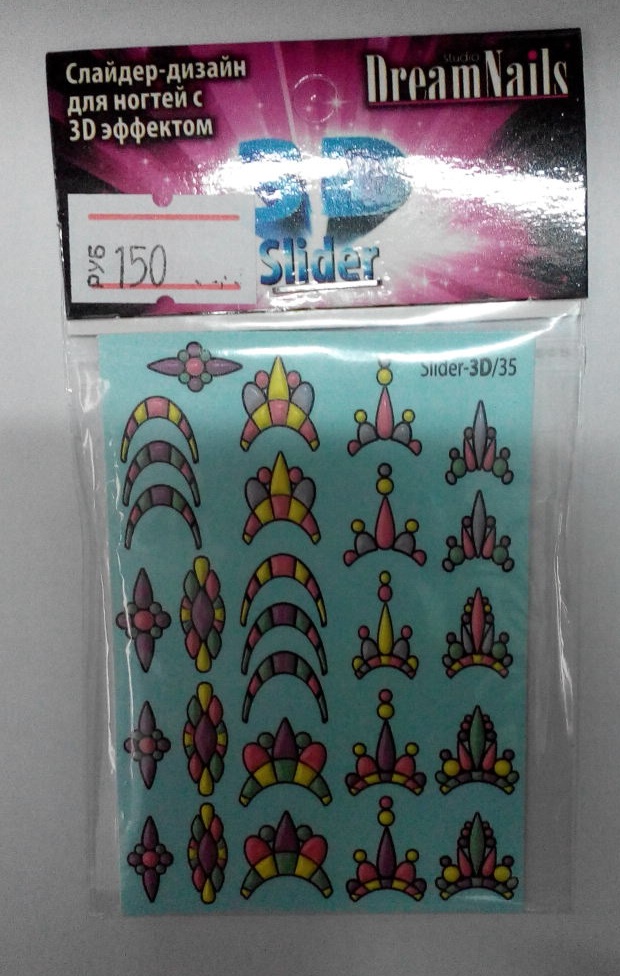 Слайдер-дизайн
для ногтей с
3D эффектом
Studio
DreamNails
3D
Slider
РУБ 150
Slider-3D/35